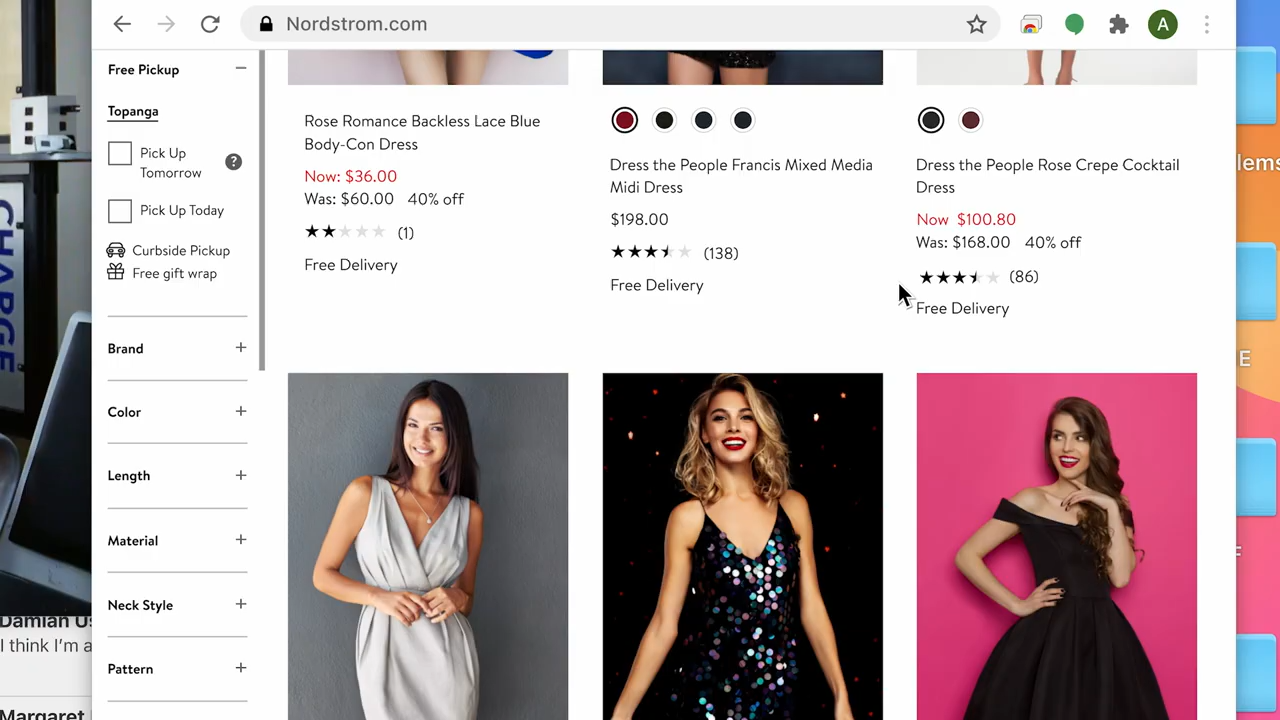 Nordstrom.com
A
CHARGE
Free Pickup
Topanga
Pick Up
Tomorrow
?
Pick Up Today
Curbside Pickup
Free gift wrap
Brand
Color
Length
Material
Neck Style
Pattern
Rose Romance Backless Lace Blue
Body-Con Dress
Now: $36.00
Was: $60.00 40% off
(1)
Free Delivery
Dress the People Francis Mixed Media
Midi Dress
$198.00
(138)
Free Delivery
Dress the People Rose Crepe Cocktail
Dress
Now $100.80
Was: $168.00 40% off
(86)
Free Delivery
Damian
I think I'm a
Margaret
E
F